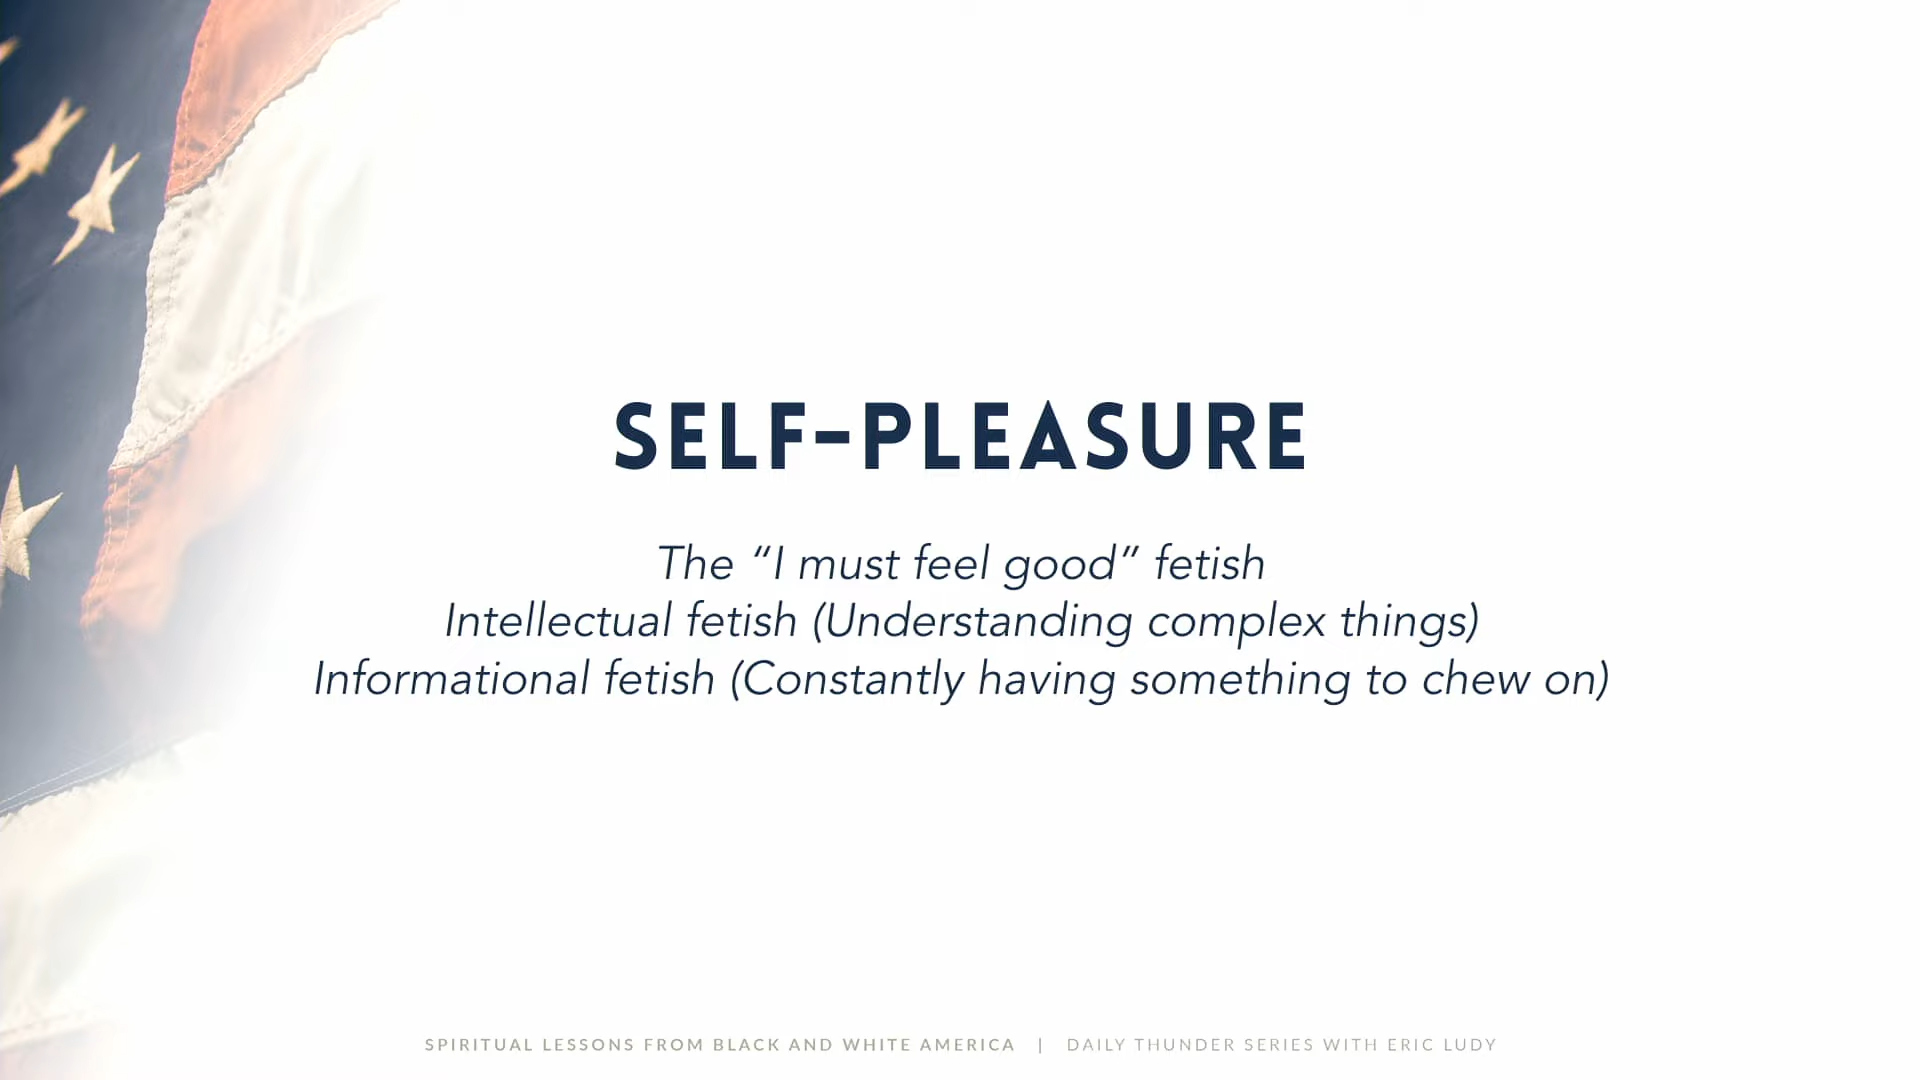 SELF-PLEASURE
The “I must feel good” fetish
Intellectual fetish (Understanding complex things)
Informational fetish (Constantly having something to chew on)
SPIRITUAL LESSONS FROM BLACK AND WHITE AMERICA | DAILY THUNDER SERIES WITH ERIC LUDY